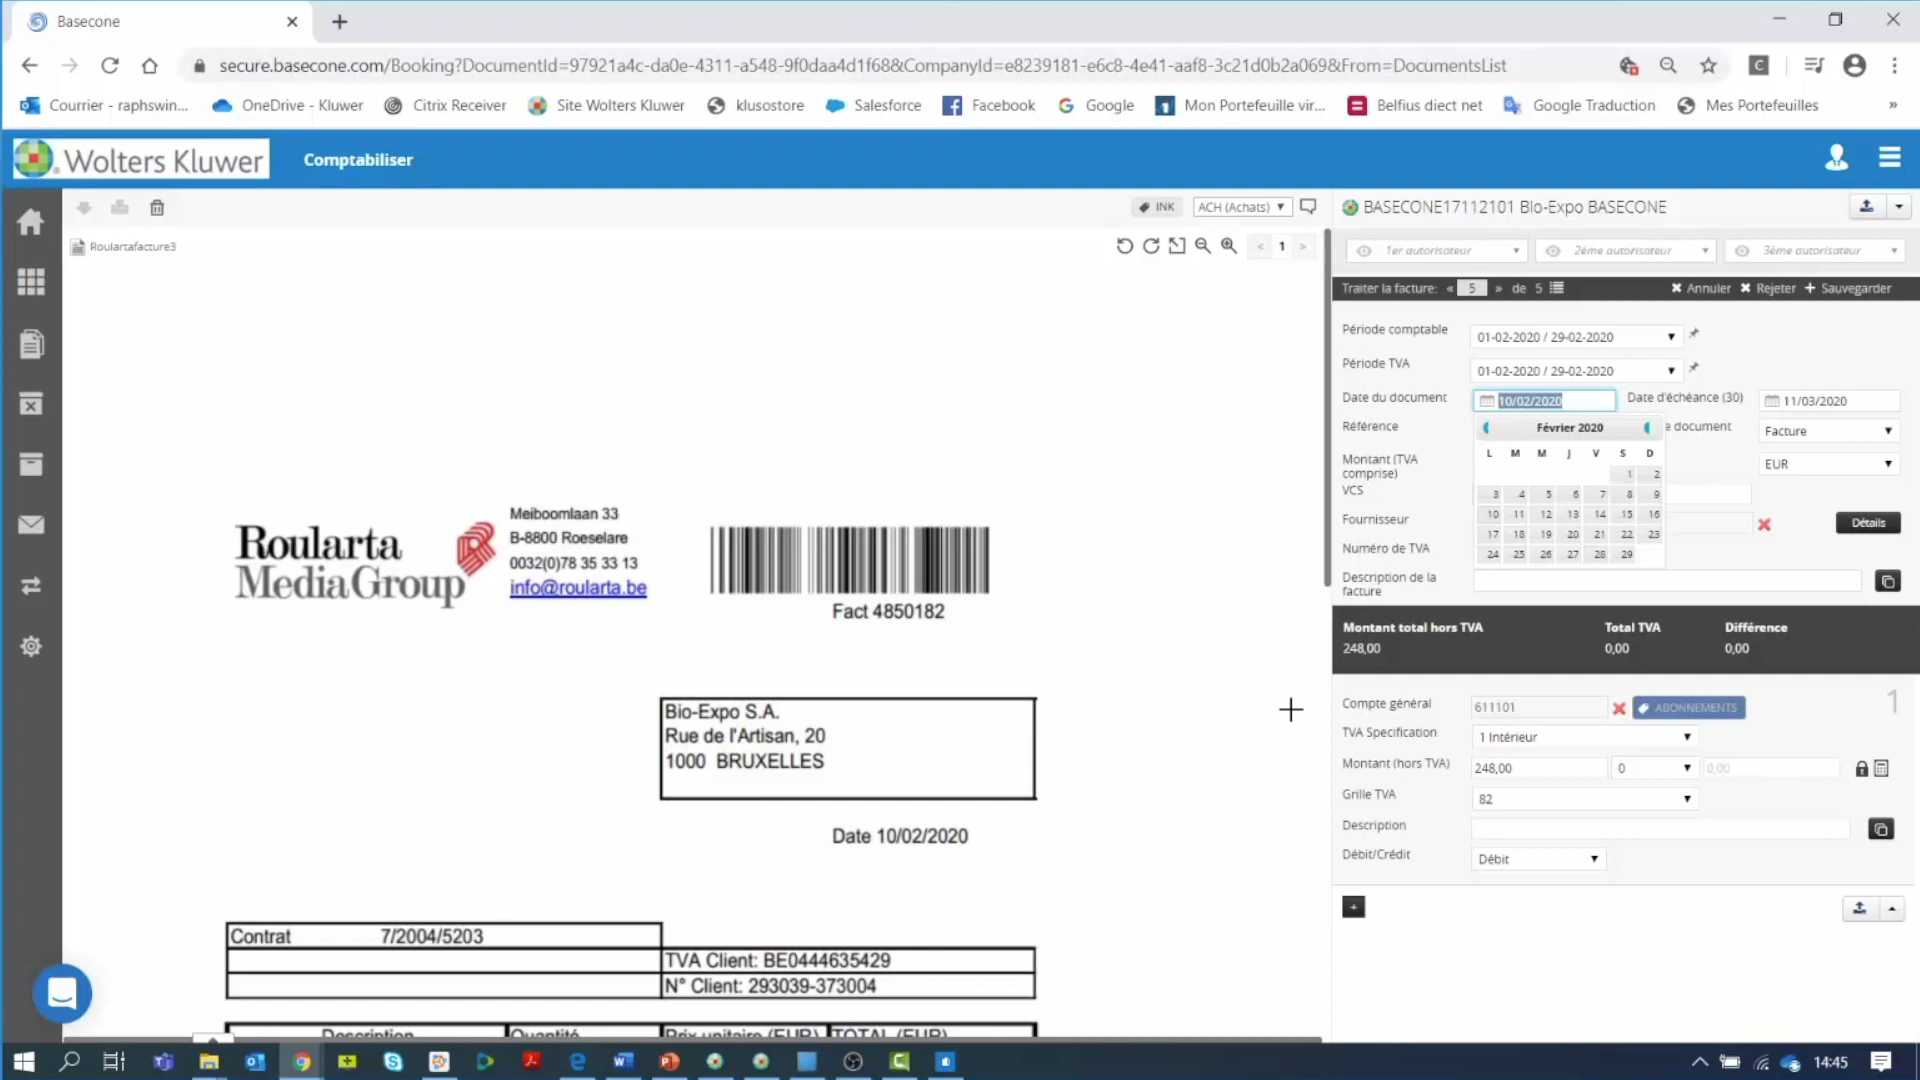 Basecone
secure.basecone.com/Booking?DocumentId=97921a4c-da0e-4311-a548-9f0daa4d1f68&CompanyId=e8239181-e6c8-4e41-aaf8-3c21d0b2a069&From=DocumentsList
C
Courrier - raphswin...
OneDrive - Kluwer
Citrix Receiver
Site Wolters Kluwer
klusostore
Salesforce
Facebook
Google
Mon Portefeuille vir...
Belfius diect net
Google Traduction
Mes Portefeuilles
»
Wolters Kluwer
Comptabiliser
INK
ACH (Achats)
Roulartafacture3
< 1 >
Roularta
MediaGroup
Meiboomlaan 33
B-8800 Roeselare
0032(0)78 35 33 13
info@roularta.be
Fact 4850182
Bio-Expo S.A.
Rue de l'Artisan, 20
1000 BRUXELLES
Date 10/02/2020
Contrat 7/2004/5203
TVA Client: BE0444635429
N° Client: 293039-373004
Description Quantité Prix unitaire (EUR) TOTAL (EUR)
BASECONE17112101 BIo-Expo BASECONE
1er autorisateur
2ème autorisateur
3ème autorisateur
Traiter la facture: « 5 » de 5
Annuler
Rejeter
Sauvegarder
Période comptable 01-02-2020 / 29-02-2020
Période TVA 01-02-2020 / 29-02-2020
Date du document 10/02/2020 Date d'échéance (30) 11/03/2020
Référence e document Facture
Montant (TVA
comprise) EUR
VCS
Fournisseur Détails
Numéro de TVA
Description de la
facture
Février 2020
L M M J V S D
1 2
3 4 5 6 7 8 9
10 11 12 13 14 15 16
17 18 19 20 21 22 23
24 25 26 27 28 29
Montant total hors TVA Total TVA Différence
248,00 0,00 0,00
Compte général 611101 ABONNEMENTS 1
TVA Specification 1 Intérieur
Montant (hors TVA) 248,00 0 0,00
Grille TVA 82
Description
Débit/Crédit Débit
14:45